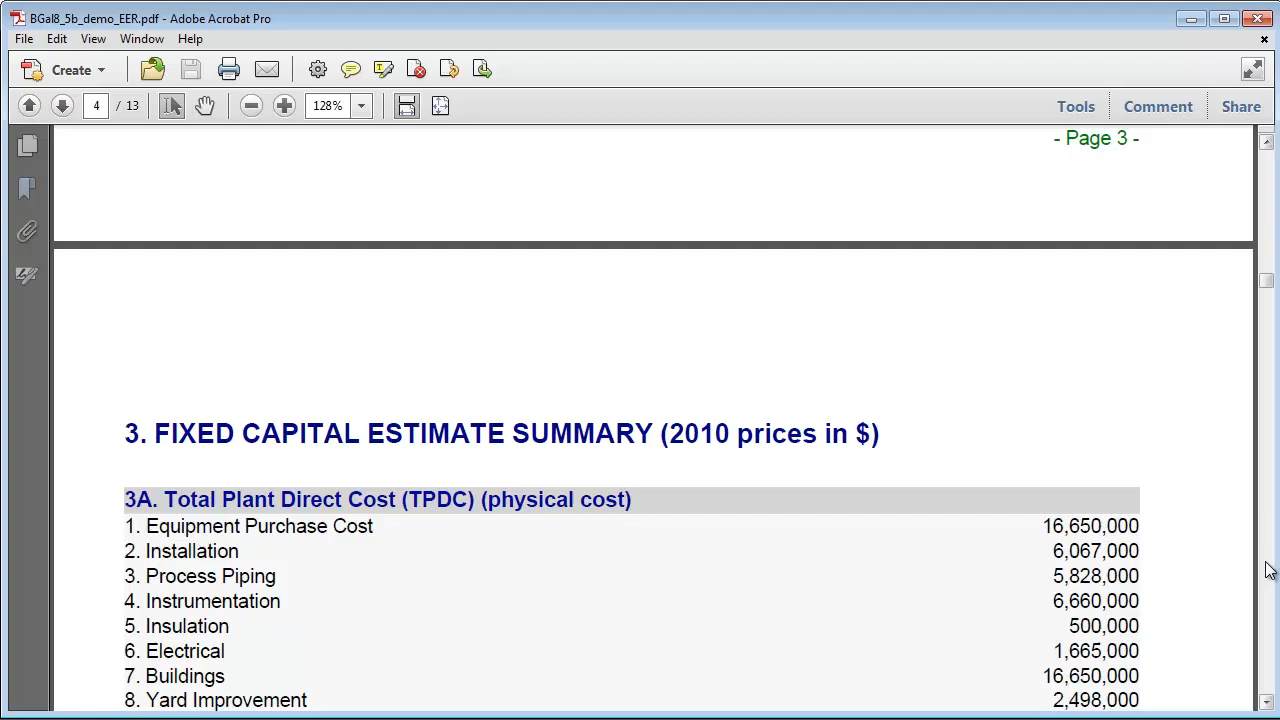 BGal8_5b_demo_EER.pdf - Adobe Acrobat Pro
File Edit View Window Help
Create
4 / 13 128% Tools Comment Share
- Page 3 -
3. FIXED CAPITAL ESTIMATE SUMMARY (2010 prices in $)
3A. Total Plant Direct Cost (TPDC) (physical cost)
1. Equipment Purchase Cost 16,650,000
2. Installation 6,067,000
3. Process Piping 5,828,000
4. Instrumentation 6,660,000
5. Insulation 500,000
6. Electrical 1,665,000
7. Buildings 16,650,000
8. Yard Improvement 2,498,000